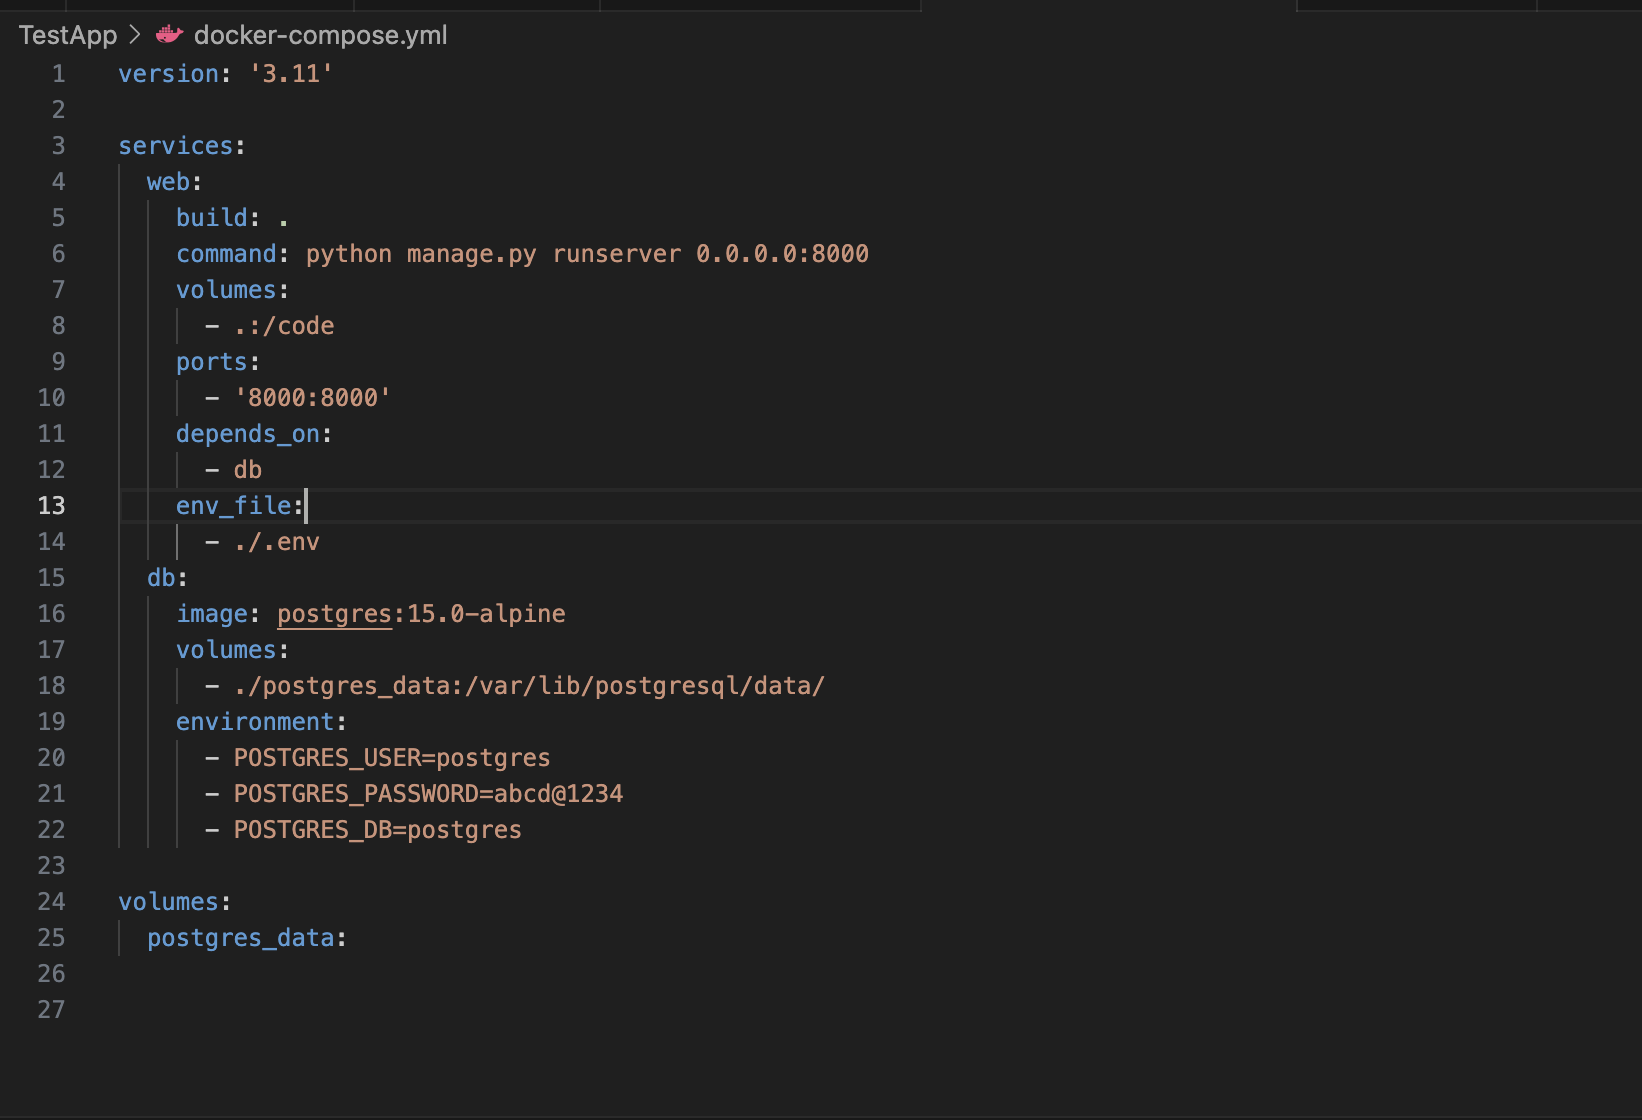 TestApp > docker-compose.yml
1 version: '3.11'
2
3 services:
4   web:
5     build: .
6     command: python manage.py runserver 0.0.0.0:8000
7     volumes:
8       - .:/code
9     ports:
10       - '8000:8000'
11     depends_on:
12       - db
13     env_file:
14       - ./.env
15   db:
16     image: postgres:15.0-alpine
17     volumes:
18       - ./postgres_data:/var/lib/postgresql/data/
19     environment:
20       - POSTGRES_USER=postgres
21       - POSTGRES_PASSWORD=abcd@1234
22       - POSTGRES_DB=postgres
23
24 volumes:
25   postgres_data:
26
27